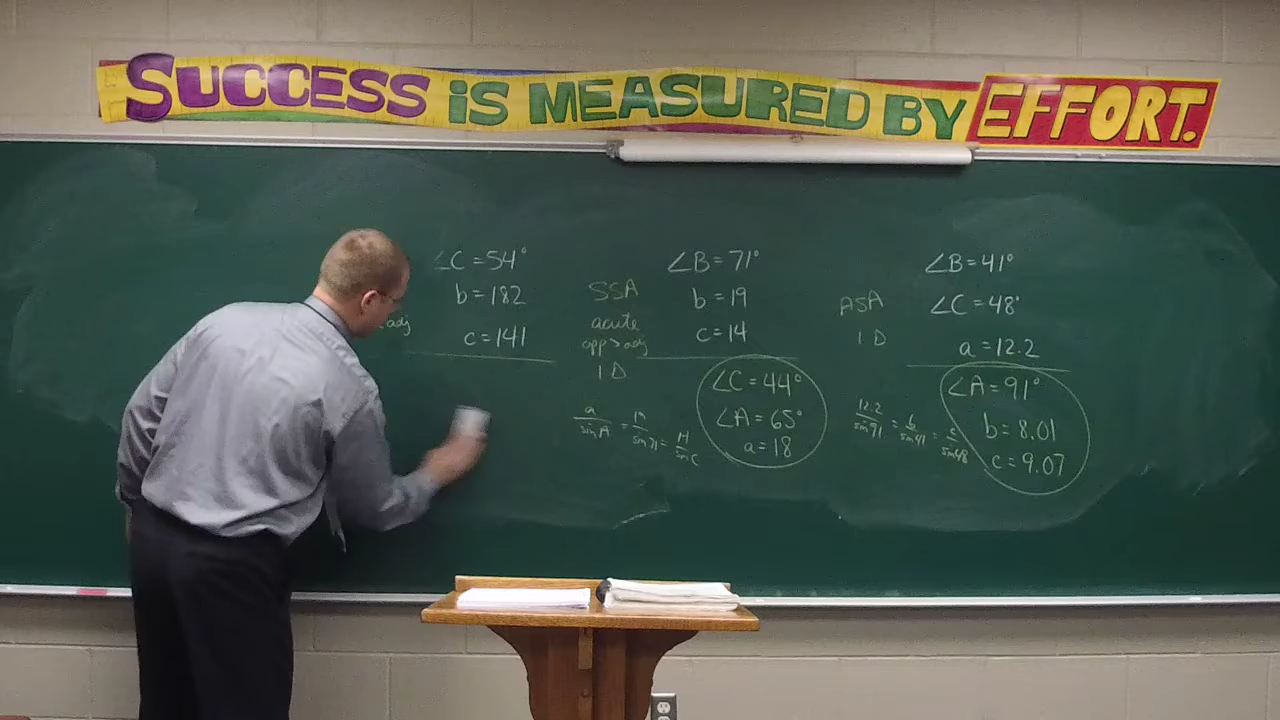 SUCCESS IS MEASURED BY EFFORT.
∠C = 54°
b = 182
c = 141
adj
SSA
acute
opp > adj
1 D
∠B = 71°
b = 19
c = 14
∠C = 44°
∠A = 65°
a = 18
a/sin A = 19/sin 71 = 14/sin C
ASA
1 D
∠B = 41°
∠C = 48°
a = 12.2
∠A = 91°
b = 8.01
c = 9.07
12.2/sin 91 = b/sin 41 = c/sin 48